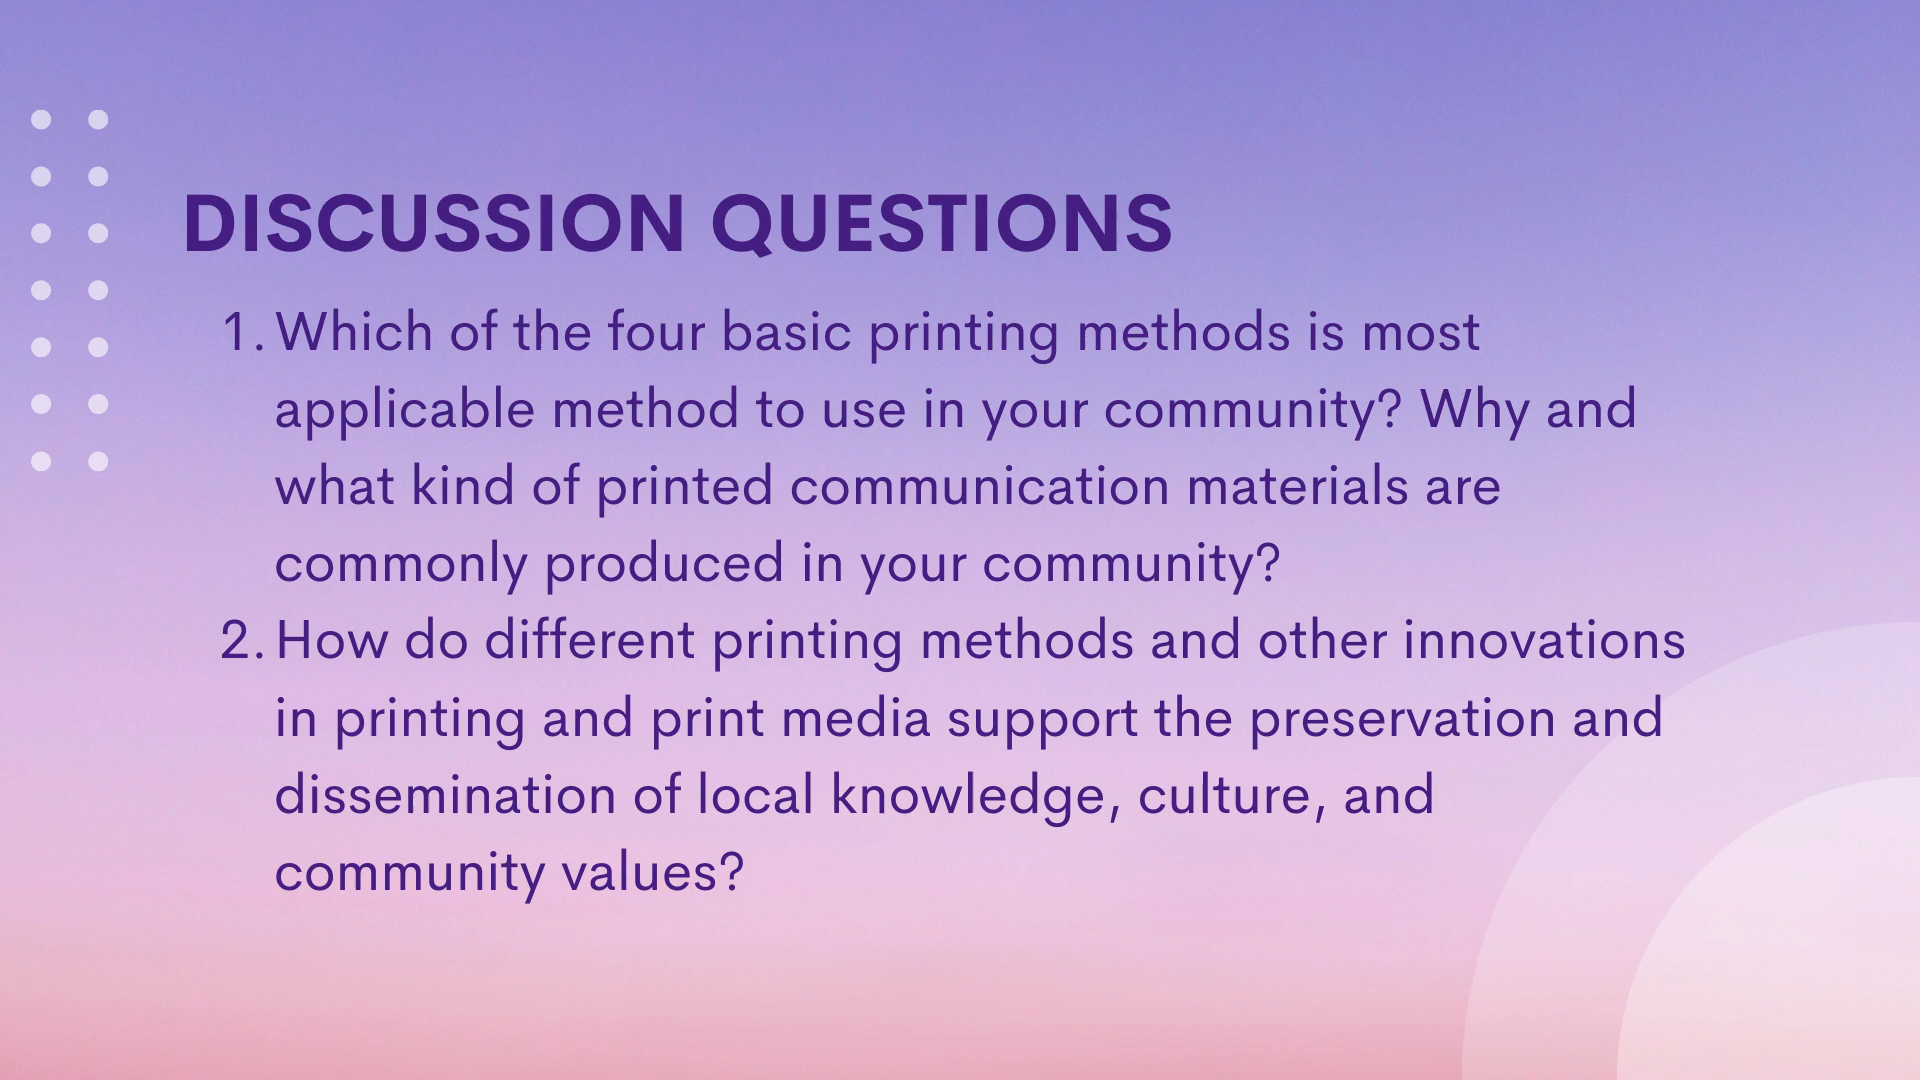 DISCUSSION QUESTIONS
1. Which of the four basic printing methods is most
applicable method to use in your community? Why and
what kind of printed communication materials are
commonly produced in your community?
2. How do different printing methods and other innovations
in printing and print media support the preservation and
dissemination of local knowledge, culture, and
community values?